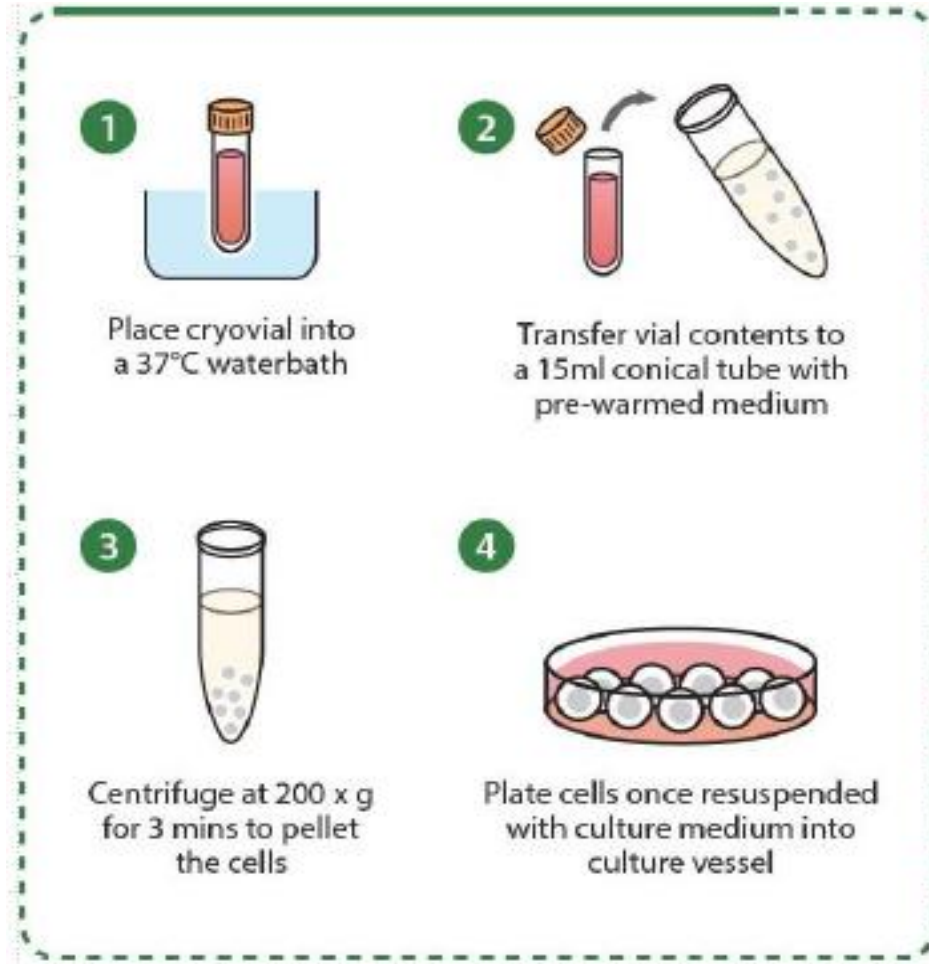 1
Place cryovial into
a 37°C waterbath
2
Transfer vial contents to
a 15ml conical tube with
pre-warmed medium
3
Centrifuge at 200 x g
for 3 mins to pellet
the cells
4
Plate cells once resuspended
with culture medium into
culture vessel